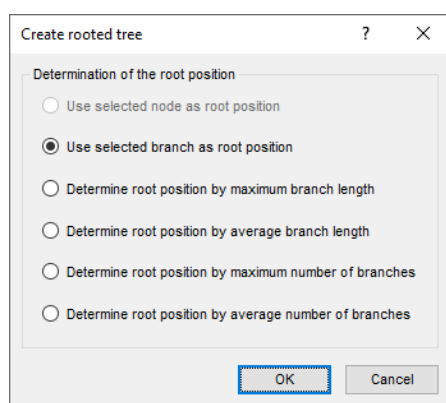 Create rooted tree
?
Determination of the root position
Use selected node as root position
Use selected branch as root position
Determine root position by maximum branch length
Determine root position by average branch length
Determine root position by maximum number of branches
Determine root position by average number of branches
OK Cancel